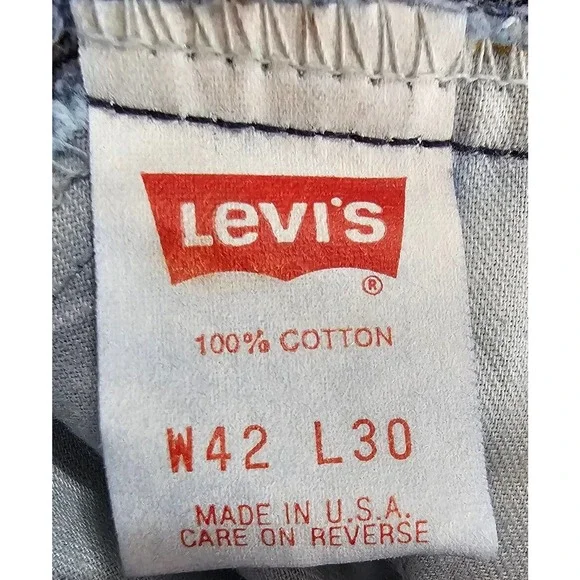 Levi's
®
100% COTTON
W42 L30
MADE IN U.S.A.
CARE ON REVERSE